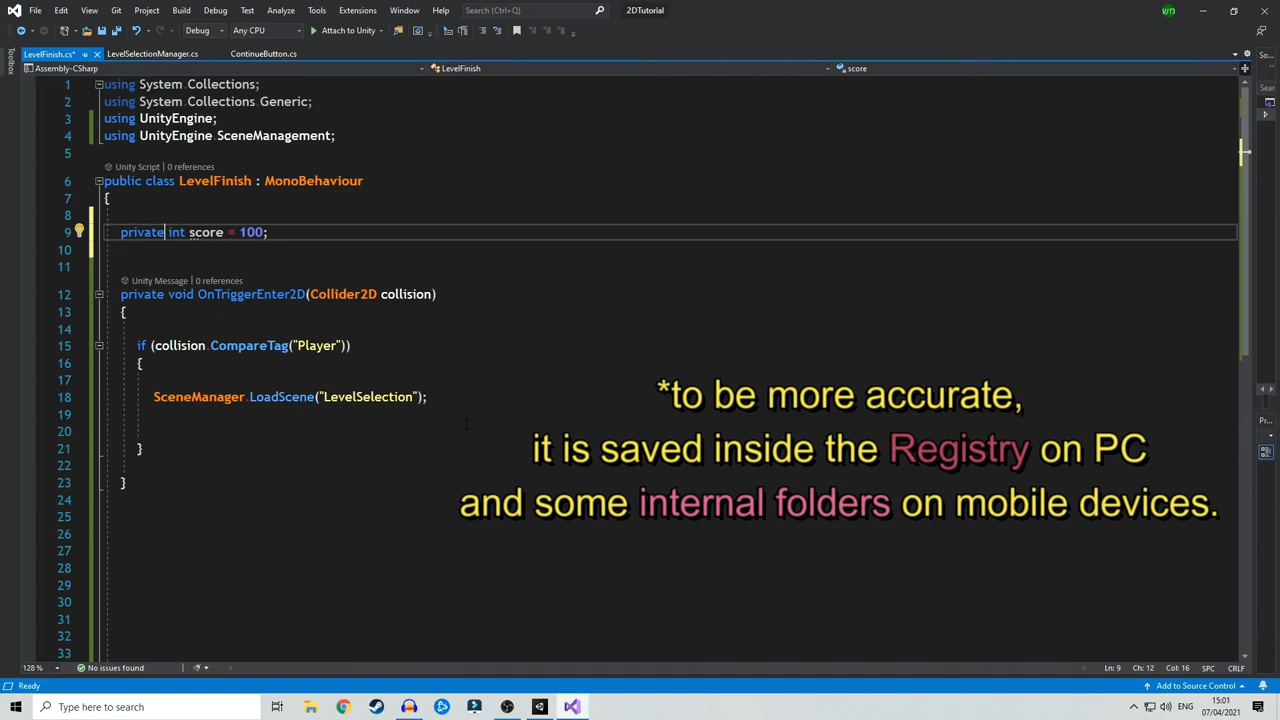 File Edit View Git Project Build Debug Test Analyze Tools Extensions Window Help Search (Ctrl+Q) 2DTutorial WD
Debug Any CPU Attach to Unity
LevelFinish.cs* LevelSelectionManager.cs ContinueButton.cs
Toolbox
Assembly-CSharp LevelFinish score
1 using System.Collections;
2 using System.Collections.Generic;
3 using UnityEngine;
4 using UnityEngine.SceneManagement;
5
Unity Script | 0 references
6 public class LevelFinish : MonoBehaviour
7 {
8
9 private int score = 100;
10
11
Unity Message | 0 references
12 private void OnTriggerEnter2D(Collider2D collision)
13 {
14
15 if (collision.CompareTag("Player"))
16 {
17
18 SceneManager.LoadScene("LevelSelection");
19
20
21 }
22
23 }
24
25
26
27
28
29
30
31
32
33
*to be more accurate,
it is saved inside the Registry on PC
and some internal folders on mobile devices.
128 % No issues found Ln: 9 Ch: 12 Col: 16 SPC CRLF
Ready Add to Source Control
Type here to search ENG 15:01
07/04/2021